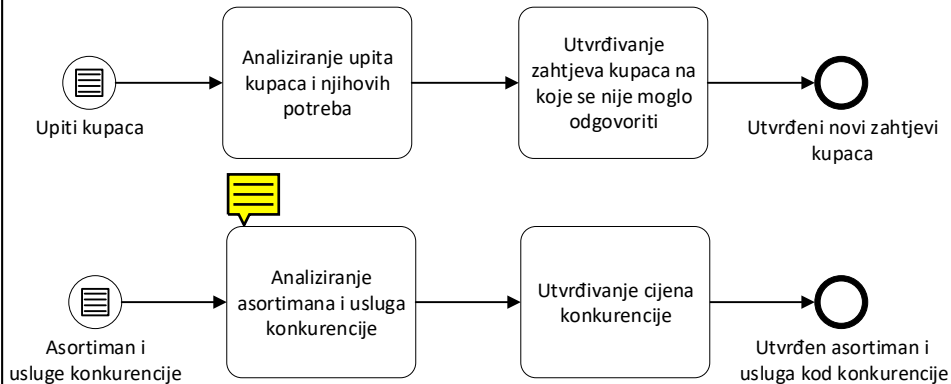 Upiti kupaca
Analiziranje upita
kupaca i njihovih
potreba
Utvrđivanje
zahtjeva kupaca na
koje se nije moglo
odgovoriti
Utvrđeni novi zahtjevi
kupaca
Asortiman i
usluge konkurencije
Analiziranje
asortimana i usluga
konkurencije
Utvrđivanje cijena
konkurencije
Utvrđen asortiman i
usluga kod konkurencije